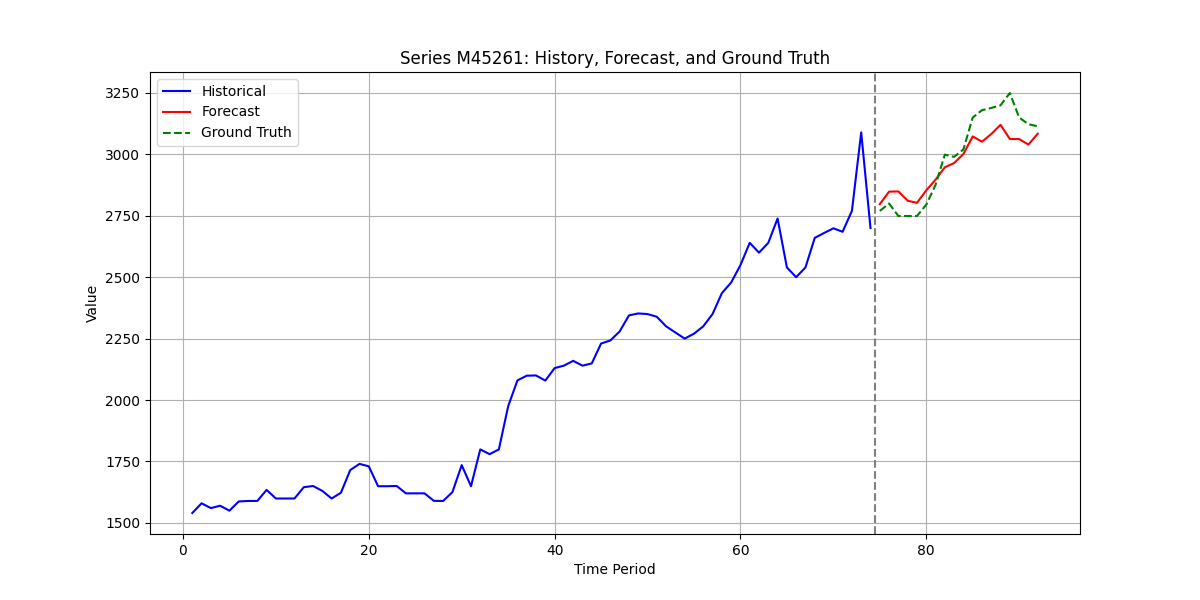 Series M45261: History, Forecast, and Ground Truth
Historical
Forecast
Ground Truth
3250
3000
2750
2500
2250
2000
1750
1500
Value
0 20 40 60 80
Time Period